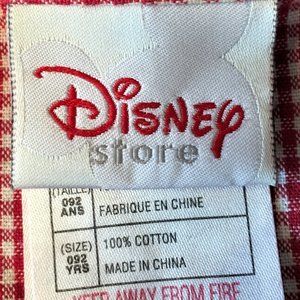 Disney
store
(TAILLE)
092
ANS
FABRIQUE EN CHINE
(SIZE)
092
YRS
100% COTTON
MADE IN CHINA
KEEP AWAY FROM FIRE